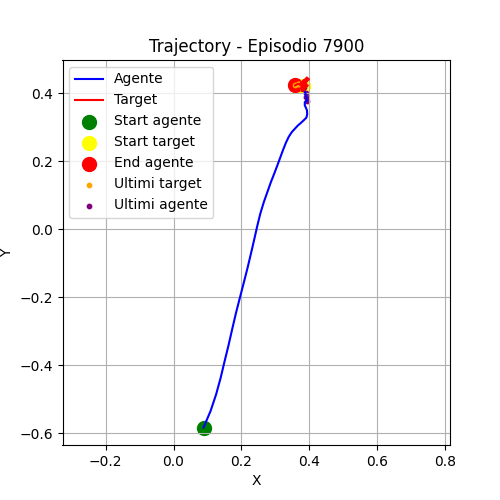 Trajectory - Episodio 7900
Agente
Target
Start agente
Start target
End agente
Ultimi target
Ultimi agente
0.4
0.2
0.0
−0.2
−0.4
−0.6
Y
−0.2
0.0
0.2
0.4
0.6
0.8
X